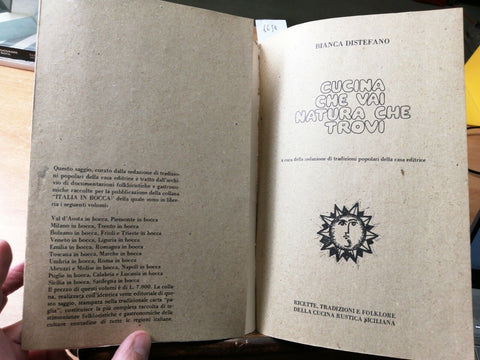 Questo saggio, curato dalla redazione di tradizio-
ni popolari della casa editrice e tratto dall'archi-
vio di documentazioni folkloristiche e gastrono-
miche raccolte per la pubblicazione della collana
"ITALIA IN BOCCA" della quale sono in libre-
ria i seguenti volumi:
Val d'Aosta in bocca, Piemonte in bocca
Milano in bocca, Trento in bocca
Bolzano in bocca, Friuli e Trieste in bocca
Veneto in bocca, Liguria in bocca
Emilia in bocca, Romagna in bocca
Toscana in bocca, Marche in bocca
Umbria in bocca, Roma in bocca
Abruzzi e Molise in bocca, Napoli in bocca
Puglie in bocca, Calabria e Lucania in bocca
Sicilia in bocca, Sardegna in bocca
Il prezzo di questi volumi è di L. 7.000. La colla-
na, realizzata coll'identica veste editoriale di que-
sto saggio, stampata nella tradizionale carta "pa-
glia", costituisce la più completa raccolta di te-
stimonianze folkloristiche e gastronomiche delle
culture contadine di tutte le regioni italiane.
BIANCA DISTEFANO
CUCINA
CHE VAI
NATURA CHE
TROVI
a cura della redazione di tradizioni popolari della casa editrice
RICETTE, TRADIZIONI E FOLKLORE
DELLA CUCINA RUSTICA SICILIANA